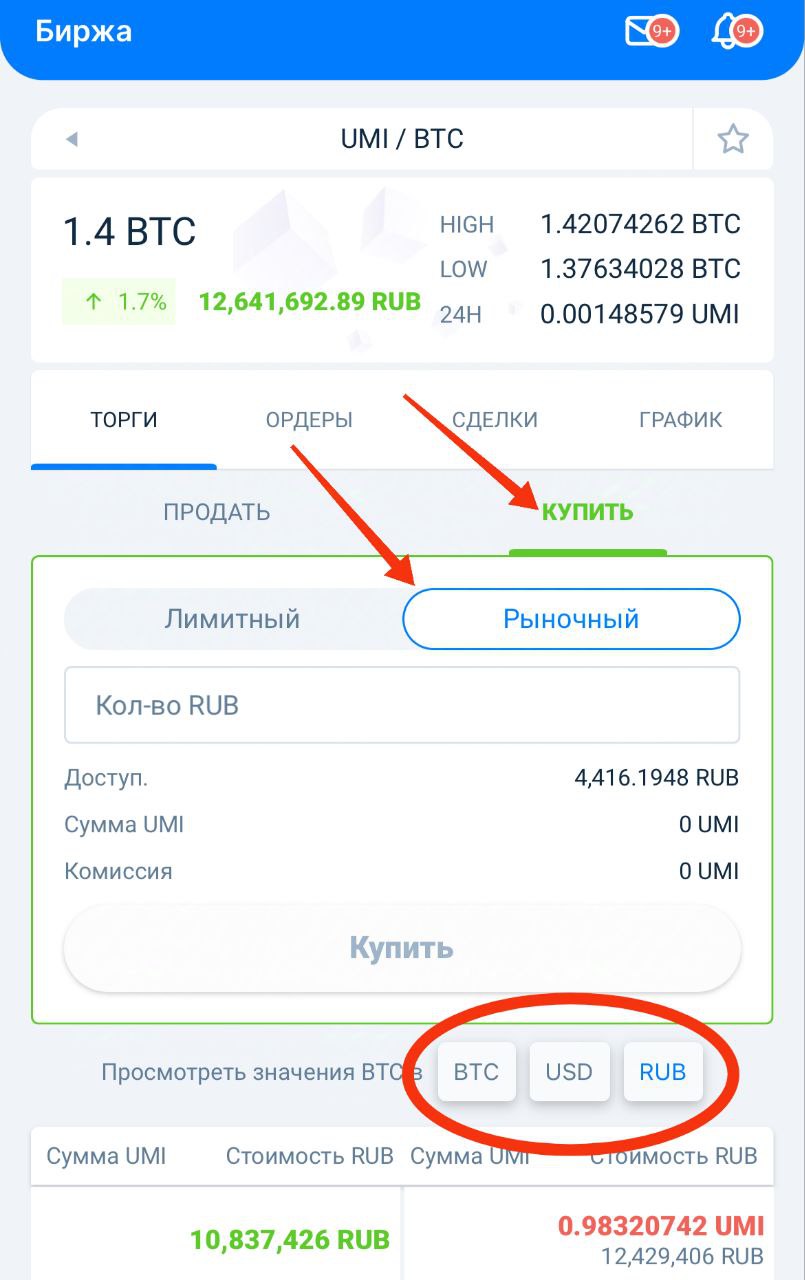 Биржа
9+
9+
UMI / BTC
1.4 BTC
HIGH 1.42074262 BTC
LOW 1.37634028 BTC
↑ 1.7% 12,641,692.89 RUB
24H 0.00148579 UMI
ТОРГИ ОРДЕРЫ СДЕЛКИ ГРАФИК
ПРОДАТЬ КУПИТЬ
Лимитный Рыночный
Кол-во RUB
Доступ. 4,416.1948 RUB
Сумма UMI 0 UMI
Комиссия 0 UMI
Купить
Просмотреть значения BTC в BTC USD RUB
Сумма UMI Стоимость RUB Сумма UMI Стоимость RUB
10,837,426 RUB 0.98320742 UMI
12,429,406 RUB